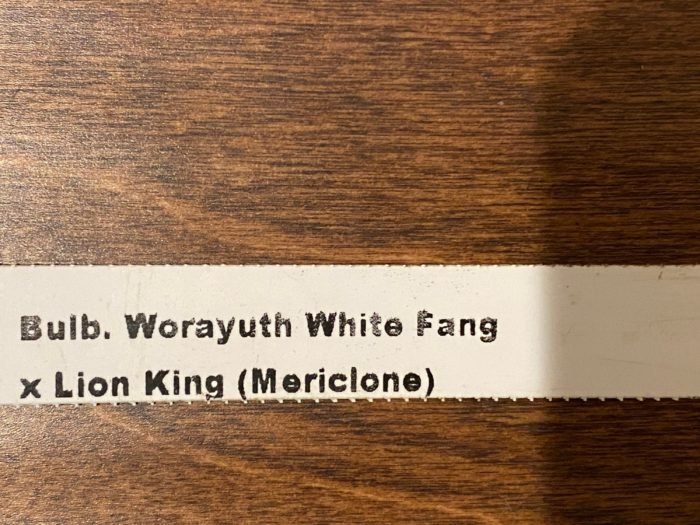 Bulb. Worayuth White Fang
x Lion King (Mericlone)